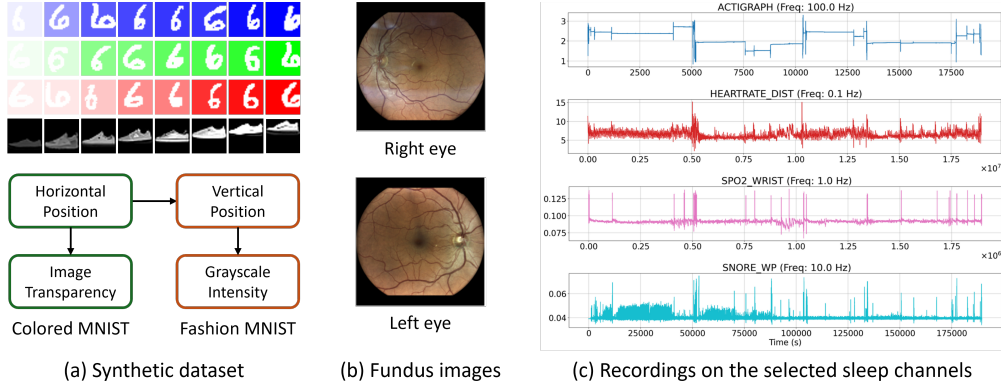 Horizontal
Position
Vertical
Position
Image
Transparency
Grayscale
Intensity
Colored MNIST
Fashion MNIST
(a) Synthetic dataset
Right eye
Left eye
(b) Fundus images
ACTIGRAPH (Freq: 100.0 Hz)
3
2
1
0 2500 5000 7500 10000 12500 15000 17500
HEARTRATE_DIST (Freq: 0.1 Hz)
15
10
5
0.00 0.25 0.50 0.75 1.00 1.25 1.50 1.75
×10⁷
SPO2_WRIST (Freq: 1.0 Hz)
0.125
0.100
0.075
0.00 0.25 0.50 0.75 1.00 1.25 1.50 1.75
×10⁶
SNORE_WP (Freq: 10.0 Hz)
0.06
0.04
0 25000 50000 75000 100000 125000 150000 175000
Time (s)
(c) Recordings on the selected sleep channels